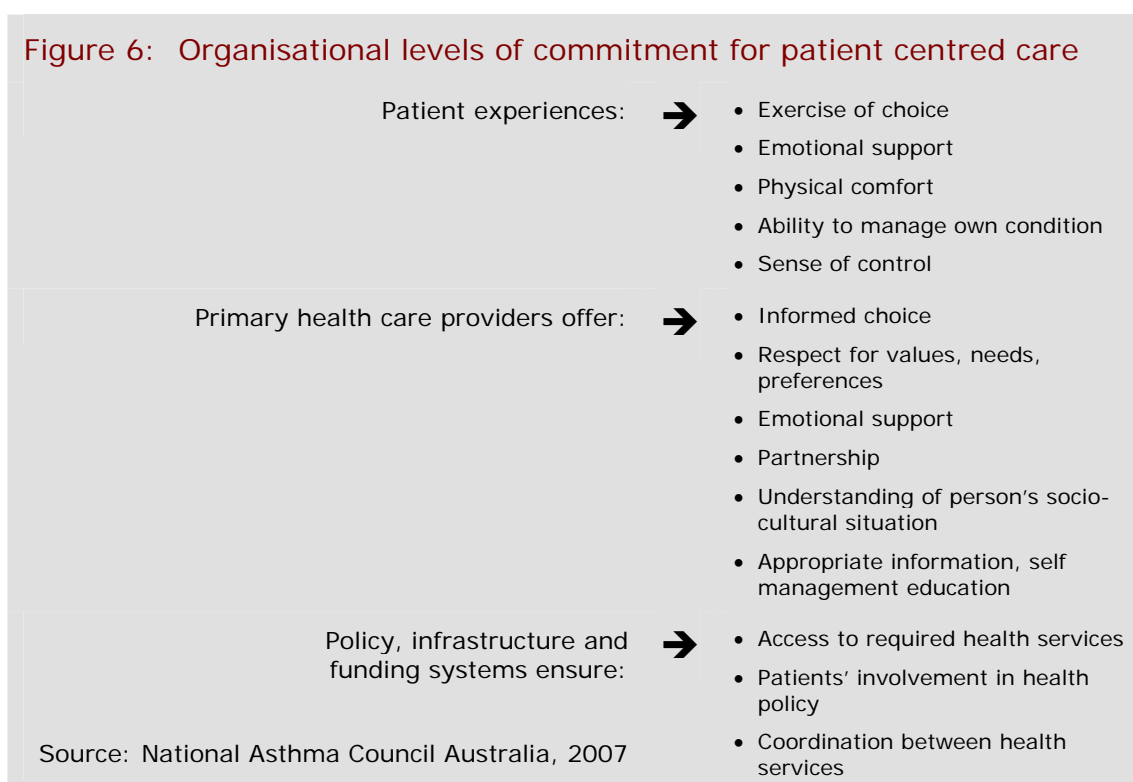 Figure 6: Organisational levels of commitment for patient centred care
Patient experiences: ➔
• Exercise of choice
• Emotional support
• Physical comfort
• Ability to manage own condition
• Sense of control
Primary health care providers offer: ➔
• Informed choice
• Respect for values, needs,
preferences
• Emotional support
• Partnership
• Understanding of person's socio-
cultural situation
• Appropriate information, self
management education
Policy, infrastructure and
funding systems ensure: ➔
• Access to required health services
• Patients' involvement in health
policy
• Coordination between health
services
Source: National Asthma Council Australia, 2007